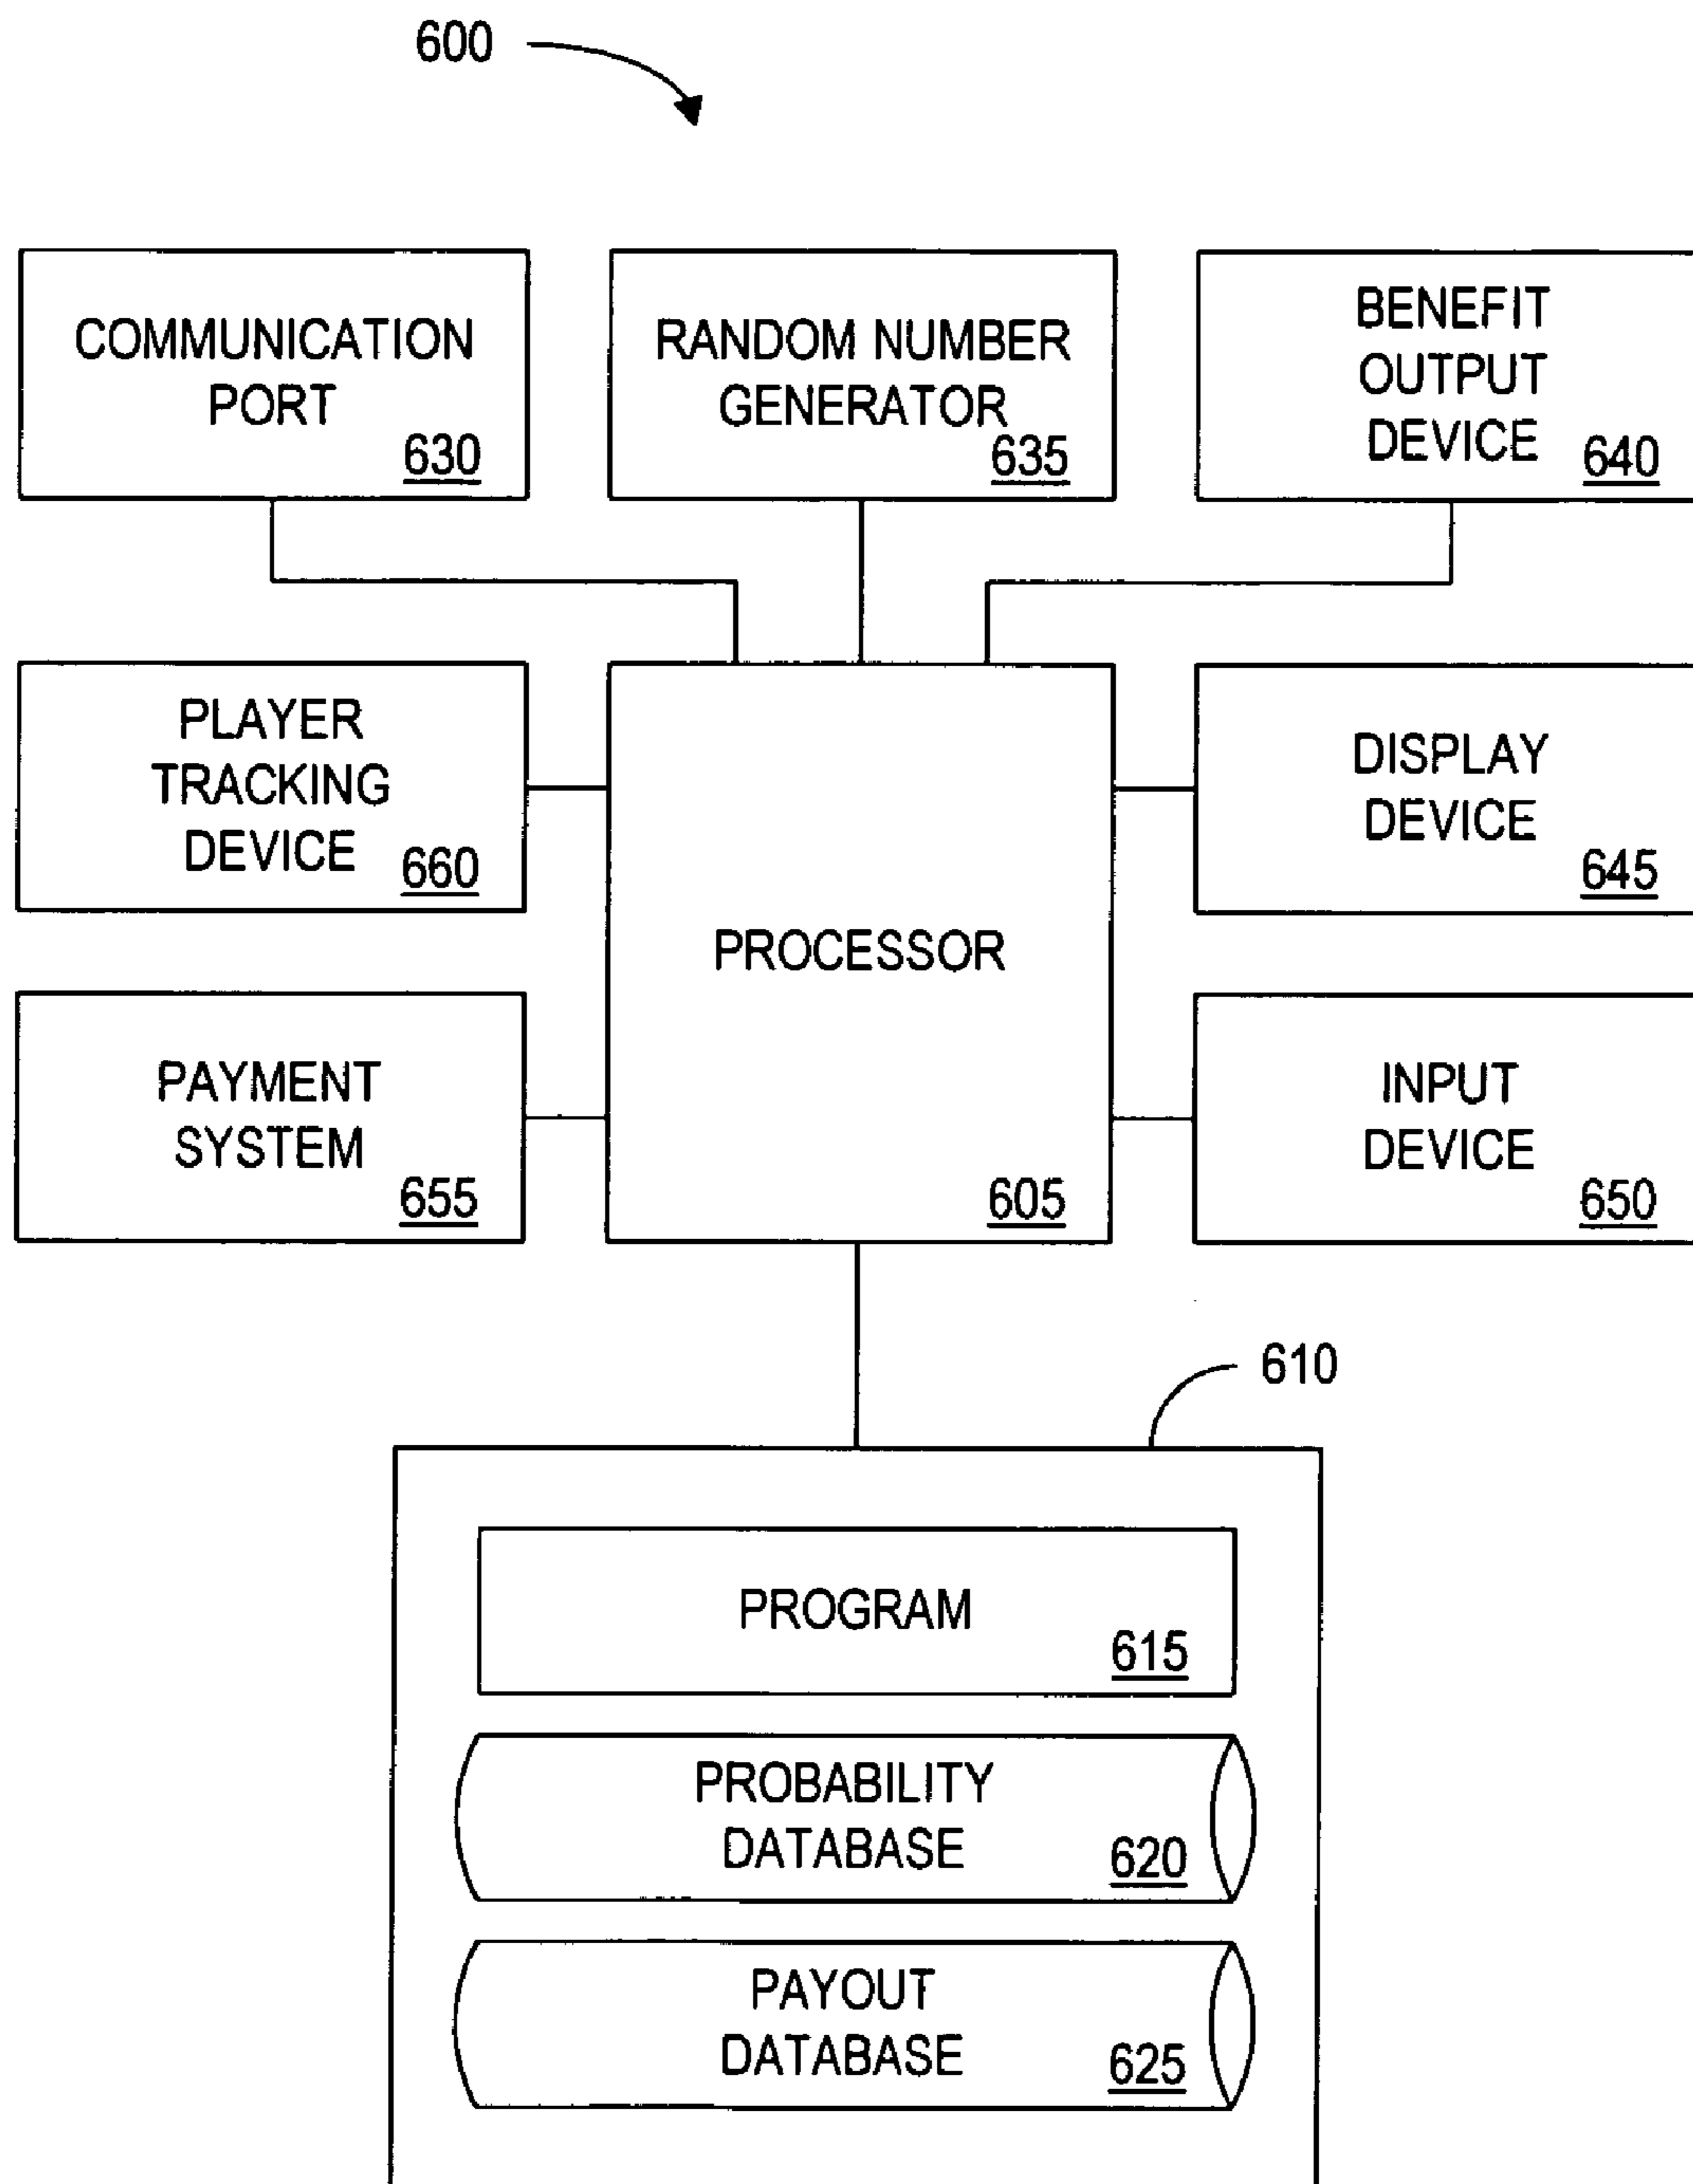 600
COMMUNICATION
PORT
630
RANDOM NUMBER
GENERATOR
635
BENEFIT
OUTPUT
DEVICE
640
PLAYER
TRACKING
DEVICE
660
PROCESSOR
605
DISPLAY
DEVICE
645
PAYMENT
SYSTEM
655
INPUT
DEVICE
650
610
PROGRAM
615
PROBABILITY
DATABASE
620
PAYOUT
DATABASE
625